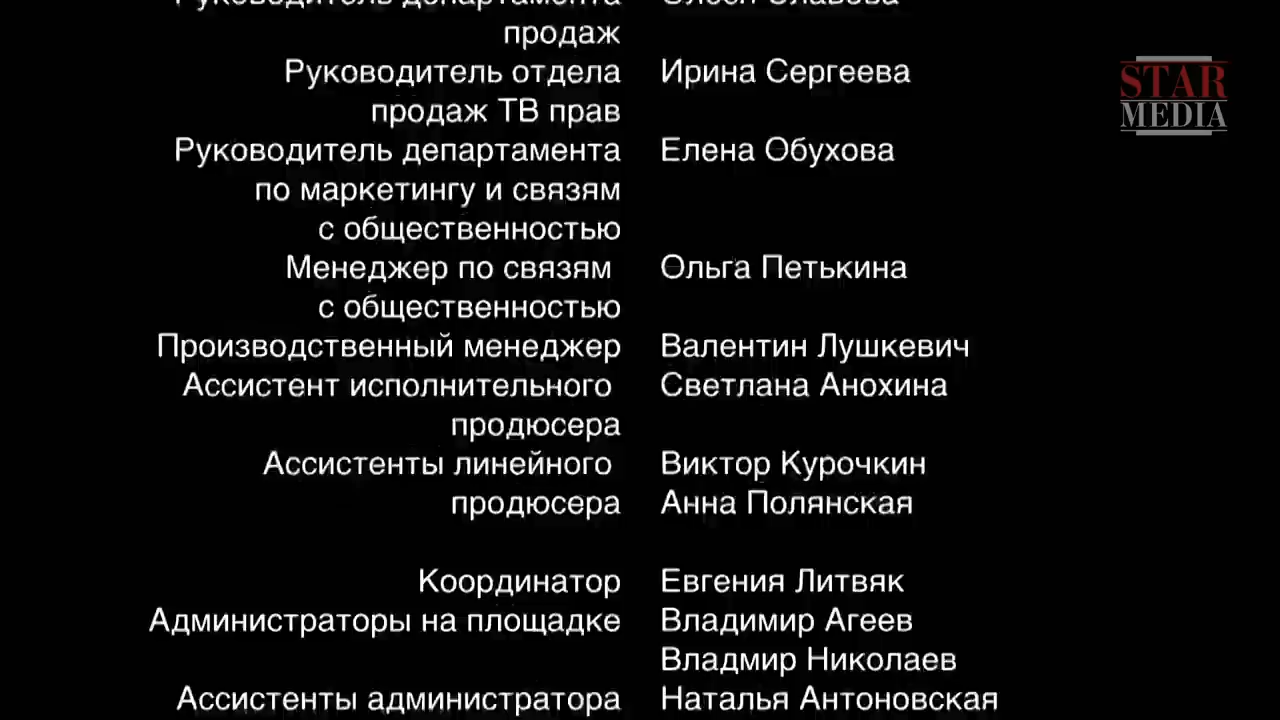 Руководитель департамента
продаж
Руководитель отдела Ирина Сергеева
продаж ТВ прав
Руководитель департамента Елена Обухова
по маркетингу и связям
с общественностью
Менеджер по связям Ольга Петькина
с общественностью
Производственный менеджер Валентин Лушкевич
Ассистент исполнительного Светлана Анохина
продюсера
Ассистенты линейного Виктор Курочкин
продюсера Анна Полянская
Координатор Евгения Литвяк
Администраторы на площадке Владимир Агеев
Владмир Николаев
Ассистенты администратора Наталья Антоновская
STAR
MEDIA